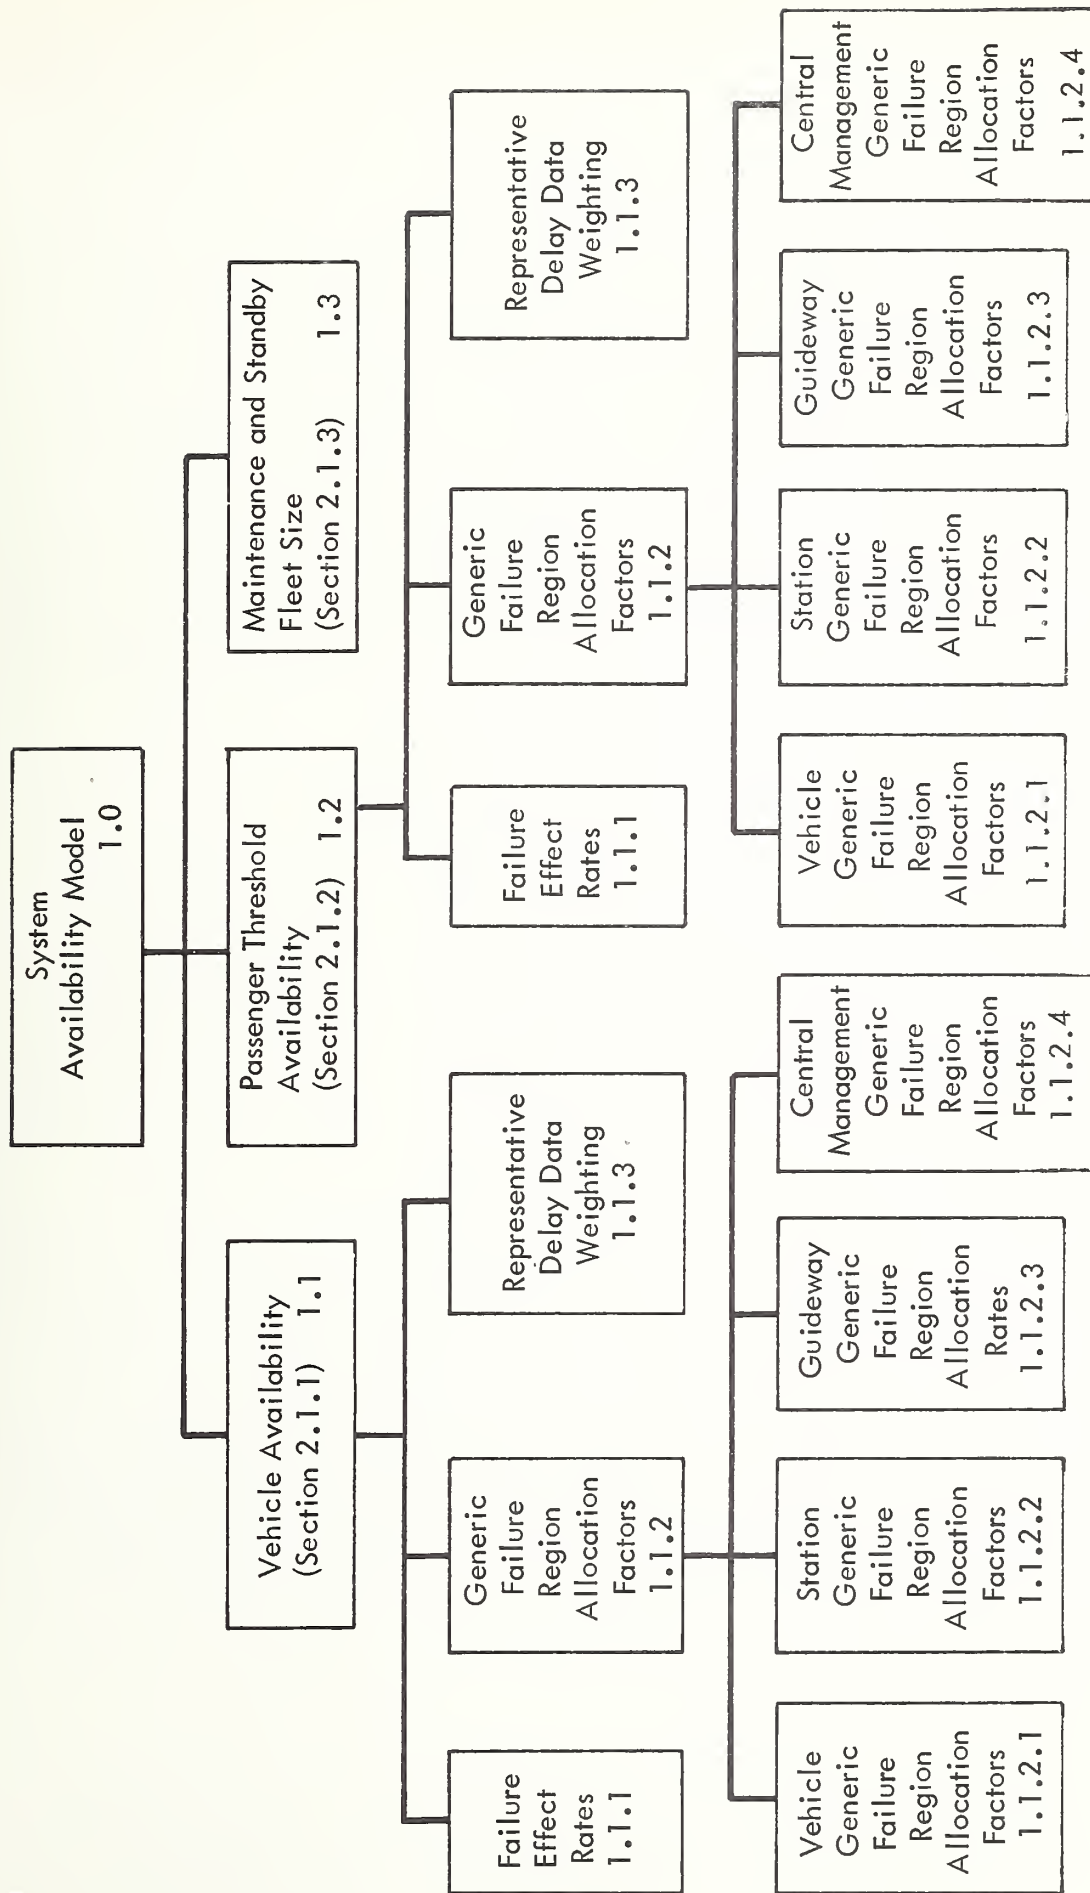 System
Availability Model
1.0
Vehicle Availability
(Section 2.1.1) 1.1
Passenger Threshold
Availability
(Section 2.1.2) 1.2
Maintenance and Standby
Fleet Size
(Section 2.1.3) 1.3
Failure
Effect
Rates
1.1.1
Generic
Failure
Region
Allocation
Factors
1.1.2
Representative
Delay Data
Weighting
1.1.3
Failure
Effect
Rates
1.1.1
Generic
Failure
Region
Allocation
Factors
1.1.2
Representative
Delay Data
Weighting
1.1.3
Vehicle
Generic
Failure
Region
Allocation
Factors
1.1.2.1
Station
Generic
Failure
Region
Allocation
Factors
1.1.2.2
Guideway
Generic
Failure
Region
Allocation
Rates
1.1.2.3
Central
Management
Generic
Failure
Region
Allocation
Factors
1.1.2.4
Vehicle
Generic
Failure
Region
Allocation
Factors
1.1.2.1
Station
Generic
Failure
Region
Allocation
Factors
1.1.2.2
Guideway
Generic
Failure
Region
Allocation
Factors
1.1.2.3
Central
Management
Generic
Failure
Region
Allocation
Factors
1.1.2.4